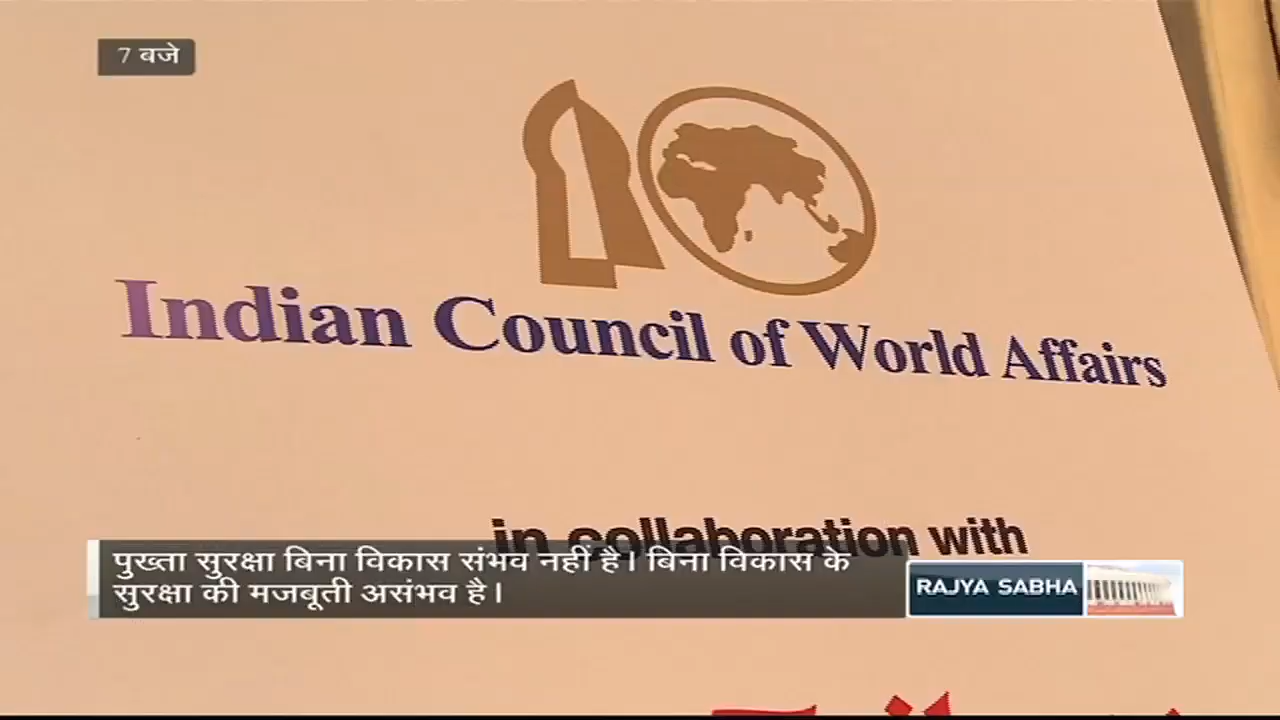 7 बजे
Indian Council of World Affairs
in collaboration with
पुख्ता सुरक्षा बिना विकास संभव नहीं है। बिना विकास के
सुरक्षा की मजबूती असंभव है।
RAJYA SABHA